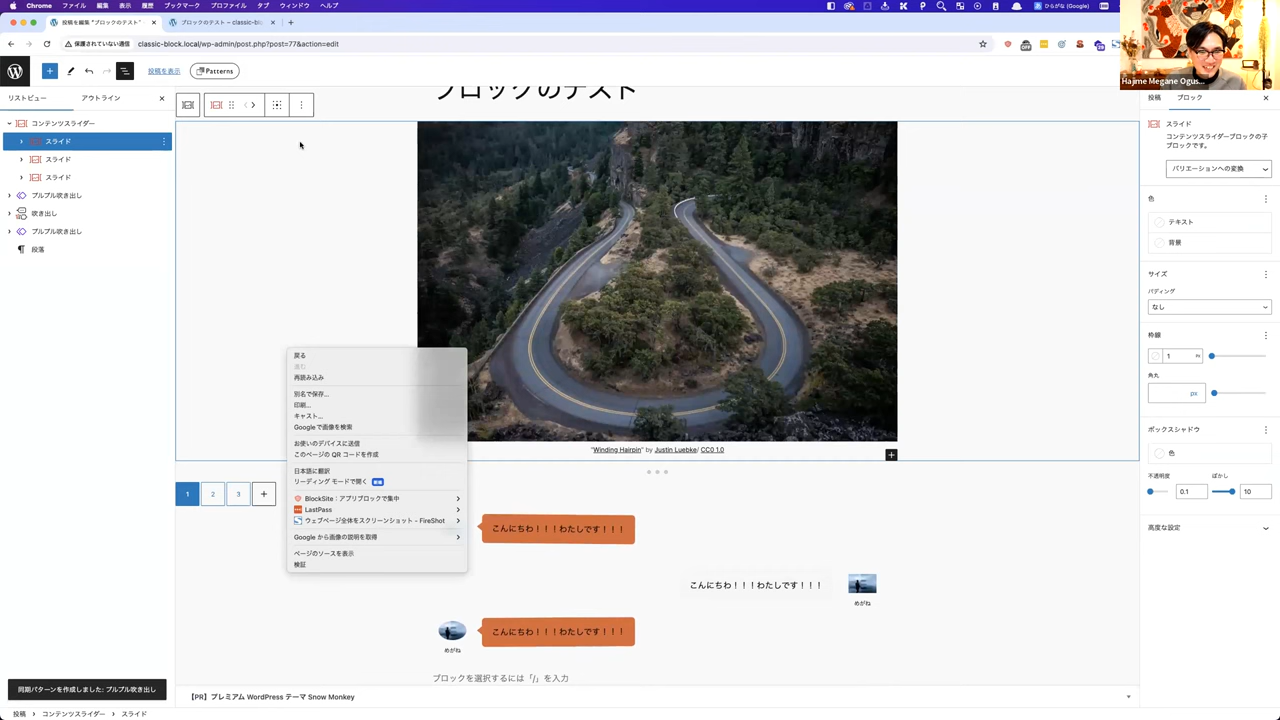 Chrome ファイル 編集 表示 履歴 ブックマーク プロファイル タブ ウィンドウ ヘルプ
ひらがな (Google)
投稿を編集 "ブロックのテスト"
ブロックのテスト – classic-blo
保護されていない通信
classic-block.local/wp-admin/post.php?post=77&action=edit
Hajime Megane Ogus...
投稿を表示
Patterns
リストビュー
アウトライン
コンテンツスライダー
スライド
スライド
スライド
プルプル吹き出し
吹き出し
プルプル吹き出し
段落
ブロックのテスト
"Winding Hairpin" by Justin Luebke/ CC0 1.0
1
2
3
こんにちわ！！！わたしです！！！
こんにちわ！！！わたしです！！！
めがね
こんにちわ！！！わたしです！！！
めがね
ブロックを選択するには「/」を入力
【PR】プレミアム WordPress テーマ Snow Monkey
戻る
進む
再読み込み
別名で保存...
印刷...
キャスト...
Google で画像を検索
お使いのデバイスに送信
このページの QR コードを作成
日本語に翻訳
リーディング モードで開く
BlockSite：アプリブロックで集中
LastPass
ウェブページ全体をスクリーンショット - FireShot
Google から画像の説明を取得
ページのソースを表示
検証
投稿
ブロック
スライド
コンテンツスライダーブロックの子
ブロックです。
バリエーションへの変換
色
テキスト
背景
サイズ
パディング
なし
枠線
1
角丸
px
ボックスシャドウ
色
不透明度
ぼかし
0.1
10
高度な設定
同期パターンを作成しました: プルプル吹き出し
投稿 › コンテンツスライダー › スライド